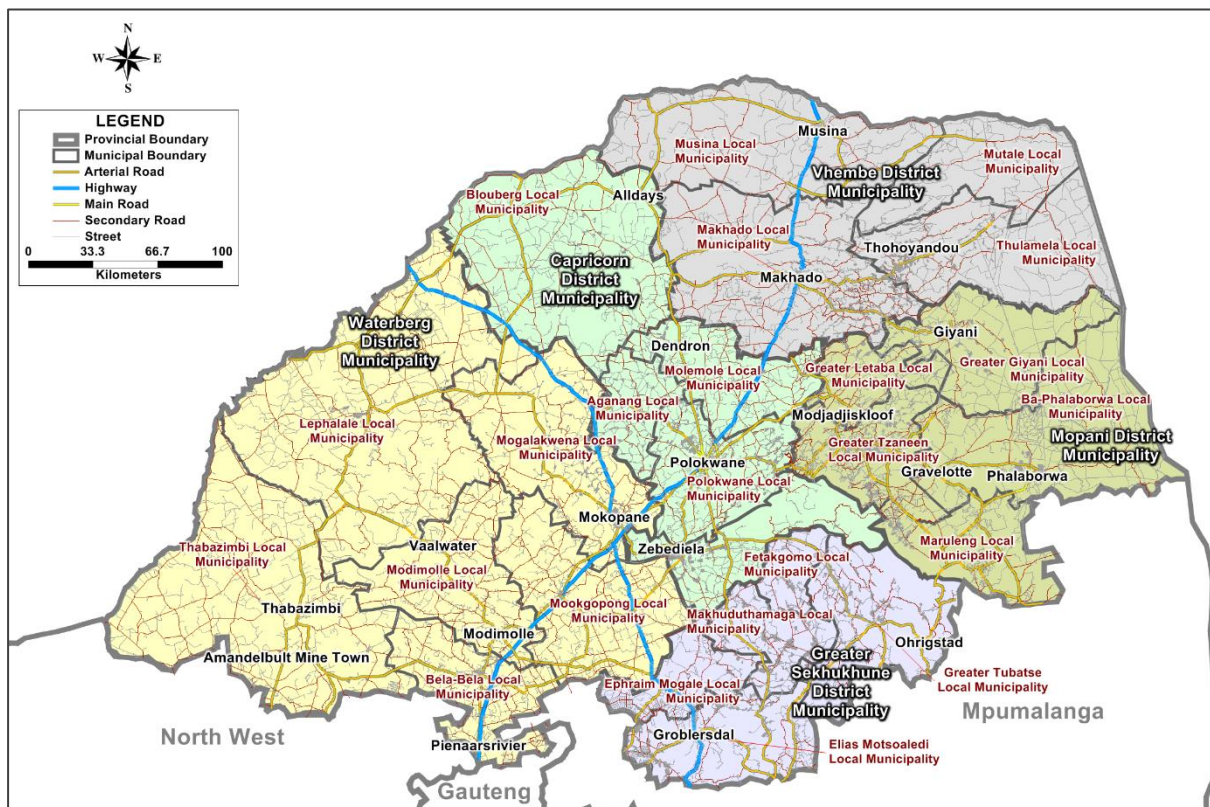 N
W E
S
LEGEND
Provincial Boundary
Municipal Boundary
Arterial Road
Highway
Main Road
Secondary Road
Street
0 33.3 66.7 100
Kilometers
Musina
Musina Local
Municipality
Mutale Local
Municipality
Vhembe District
Municipality
Blouberg Local
Municipality
Alldays
Makhado Local
Municipality
Thohoyandou
Thulamela Local
Municipality
Capricorn
District
Municipality
Makhado
Waterberg
District
Municipality
Giyani
Dendron
Molemole Local
Municipality
Greater Letaba Local
Municipality
Greater Giyani Local
Municipality
Aganang Local
Municipality
Ba-Phalaborwa Local
Municipality
Lephalale Local
Municipality
Modjadjiskloof
Mogalakwena Local
Municipality
Greater Tzaneen
Local Municipality
Mopani District
Municipality
Polokwane
Gravelotte
Phalaborwa
Polokwane Local
Municipality
Mokopane
Vaalwater
Zebediela
Maruleng Local
Municipality
Thabazimbi Local
Municipality
Modimolle Local
Municipality
Fetakgomo Local
Municipality
Thabazimbi
Mookgopong Local
Municipality
Makhuduthamaga Local
Municipality
Modimolle
Ohrigstad
Amandelbult Mine Town
Greater
Sekhukhune
District
Municipality
Bela-Bela Local
Municipality
Ephraim Mogale Local
Municipality
Greater Tubatse
Local Municipality
Mpumalanga
North West
Groblersdal
Pienaarsrivier
Elias Motsoaledi
Local Municipality
Gauteng